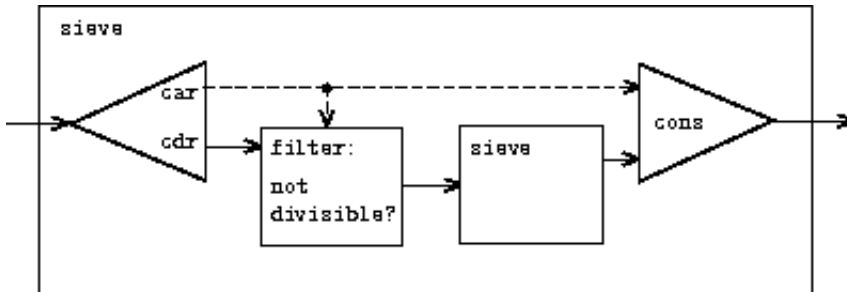 sieve
car
cdr
filter:
not
divisible?
sieve
cons